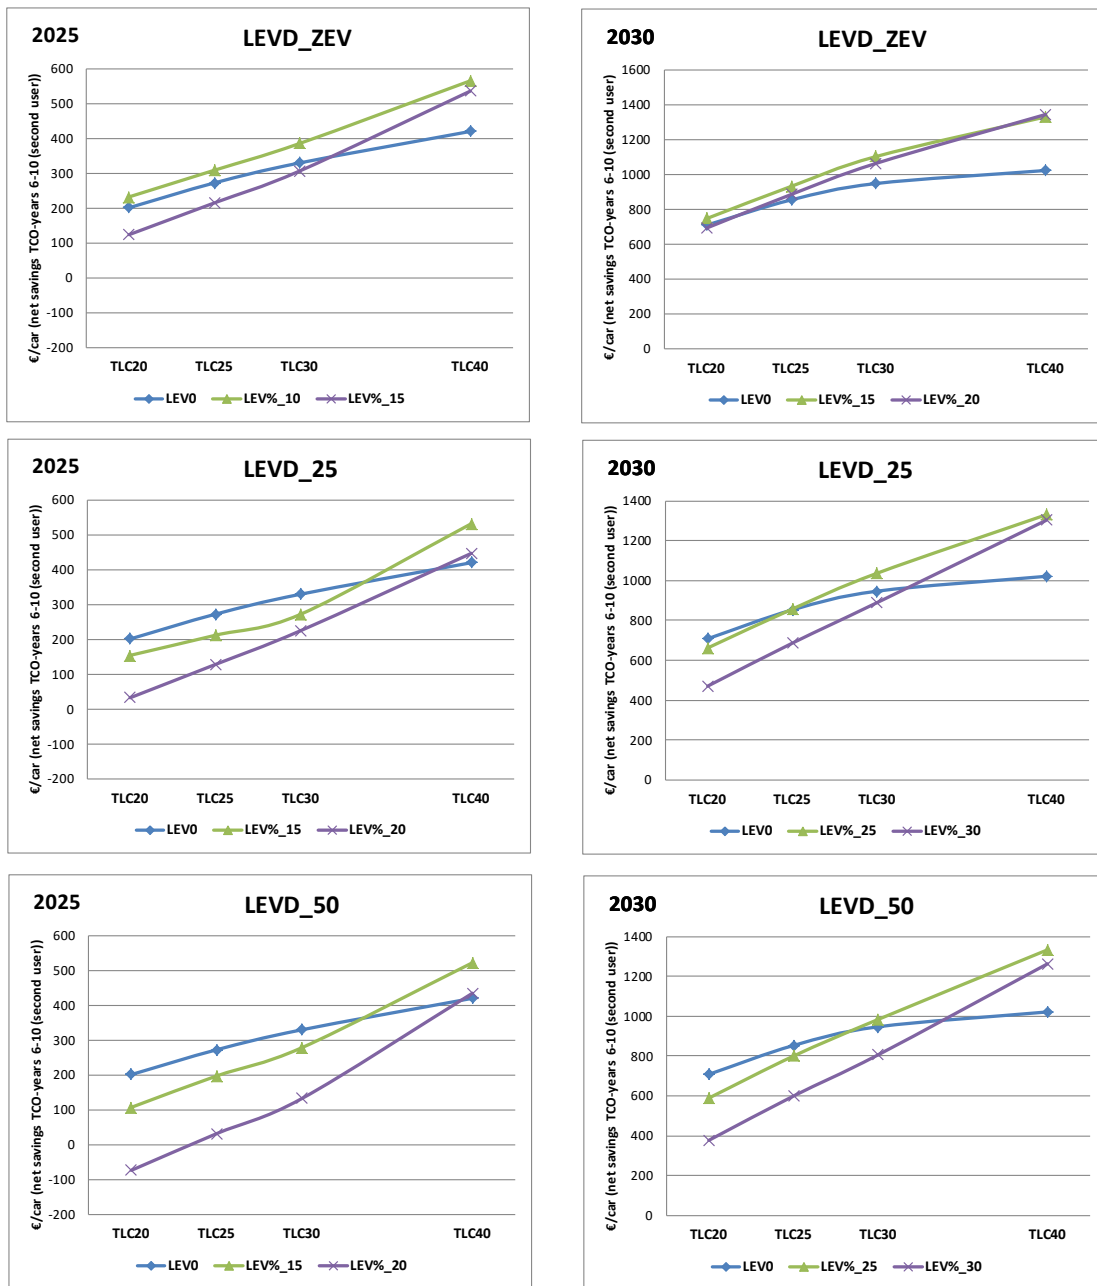 2025
LEVD_ZEV
€/car (net savings TCO-years 6-10 (second user))
600
500
400
300
200
100
0
-100
-200
TLC20 TLC25 TLC30 TLC40
LEV0 LEV%_10 LEV%_15
2030
LEVD_ZEV
€/car (net savings TCO-years 6-10 (second user))
1600
1400
1200
1000
800
600
400
200
0
TLC20 TLC25 TLC30 TLC40
LEV0 LEV%_15 LEV%_20
2025
LEVD_25
€/car (net savings TCO-years 6-10 (second user))
600
500
400
300
200
100
0
-100
-200
TLC20 TLC25 TLC30 TLC40
LEV0 LEV%_15 LEV%_20
2030
LEVD_25
€/car (net savings TCO-years 6-10 (second user))
1400
1200
1000
800
600
400
200
0
TLC20 TLC25 TLC30 TLC40
LEV0 LEV%_25 LEV%_30
2025
LEVD_50
€/car (net savings TCO-years 6-10 (second user))
600
500
400
300
200
100
0
-100
-200
TLC20 TLC25 TLC30 TLC40
LEV0 LEV%_15 LEV%_20
2030
LEVD_50
€/car (net savings TCO-years 6-10 (second user))
1400
1200
1000
800
600
400
200
0
TLC20 TLC25 TLC30 TLC40
LEV0 LEV%_25 LEV%_30